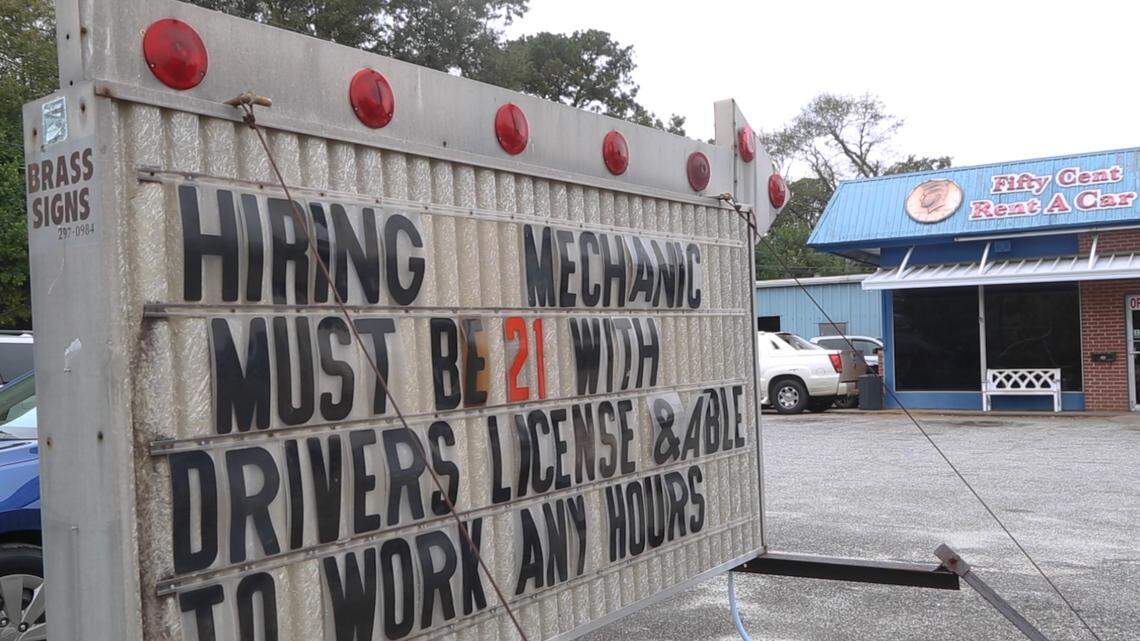 BRASS
SIGNS
297-0984
HIRING MECHANIC
MUST BE 21 WITH
DRIVERS LICENSE & ABLE
TO WORK ANY HOURS
Fifty Cent
Rent A Car